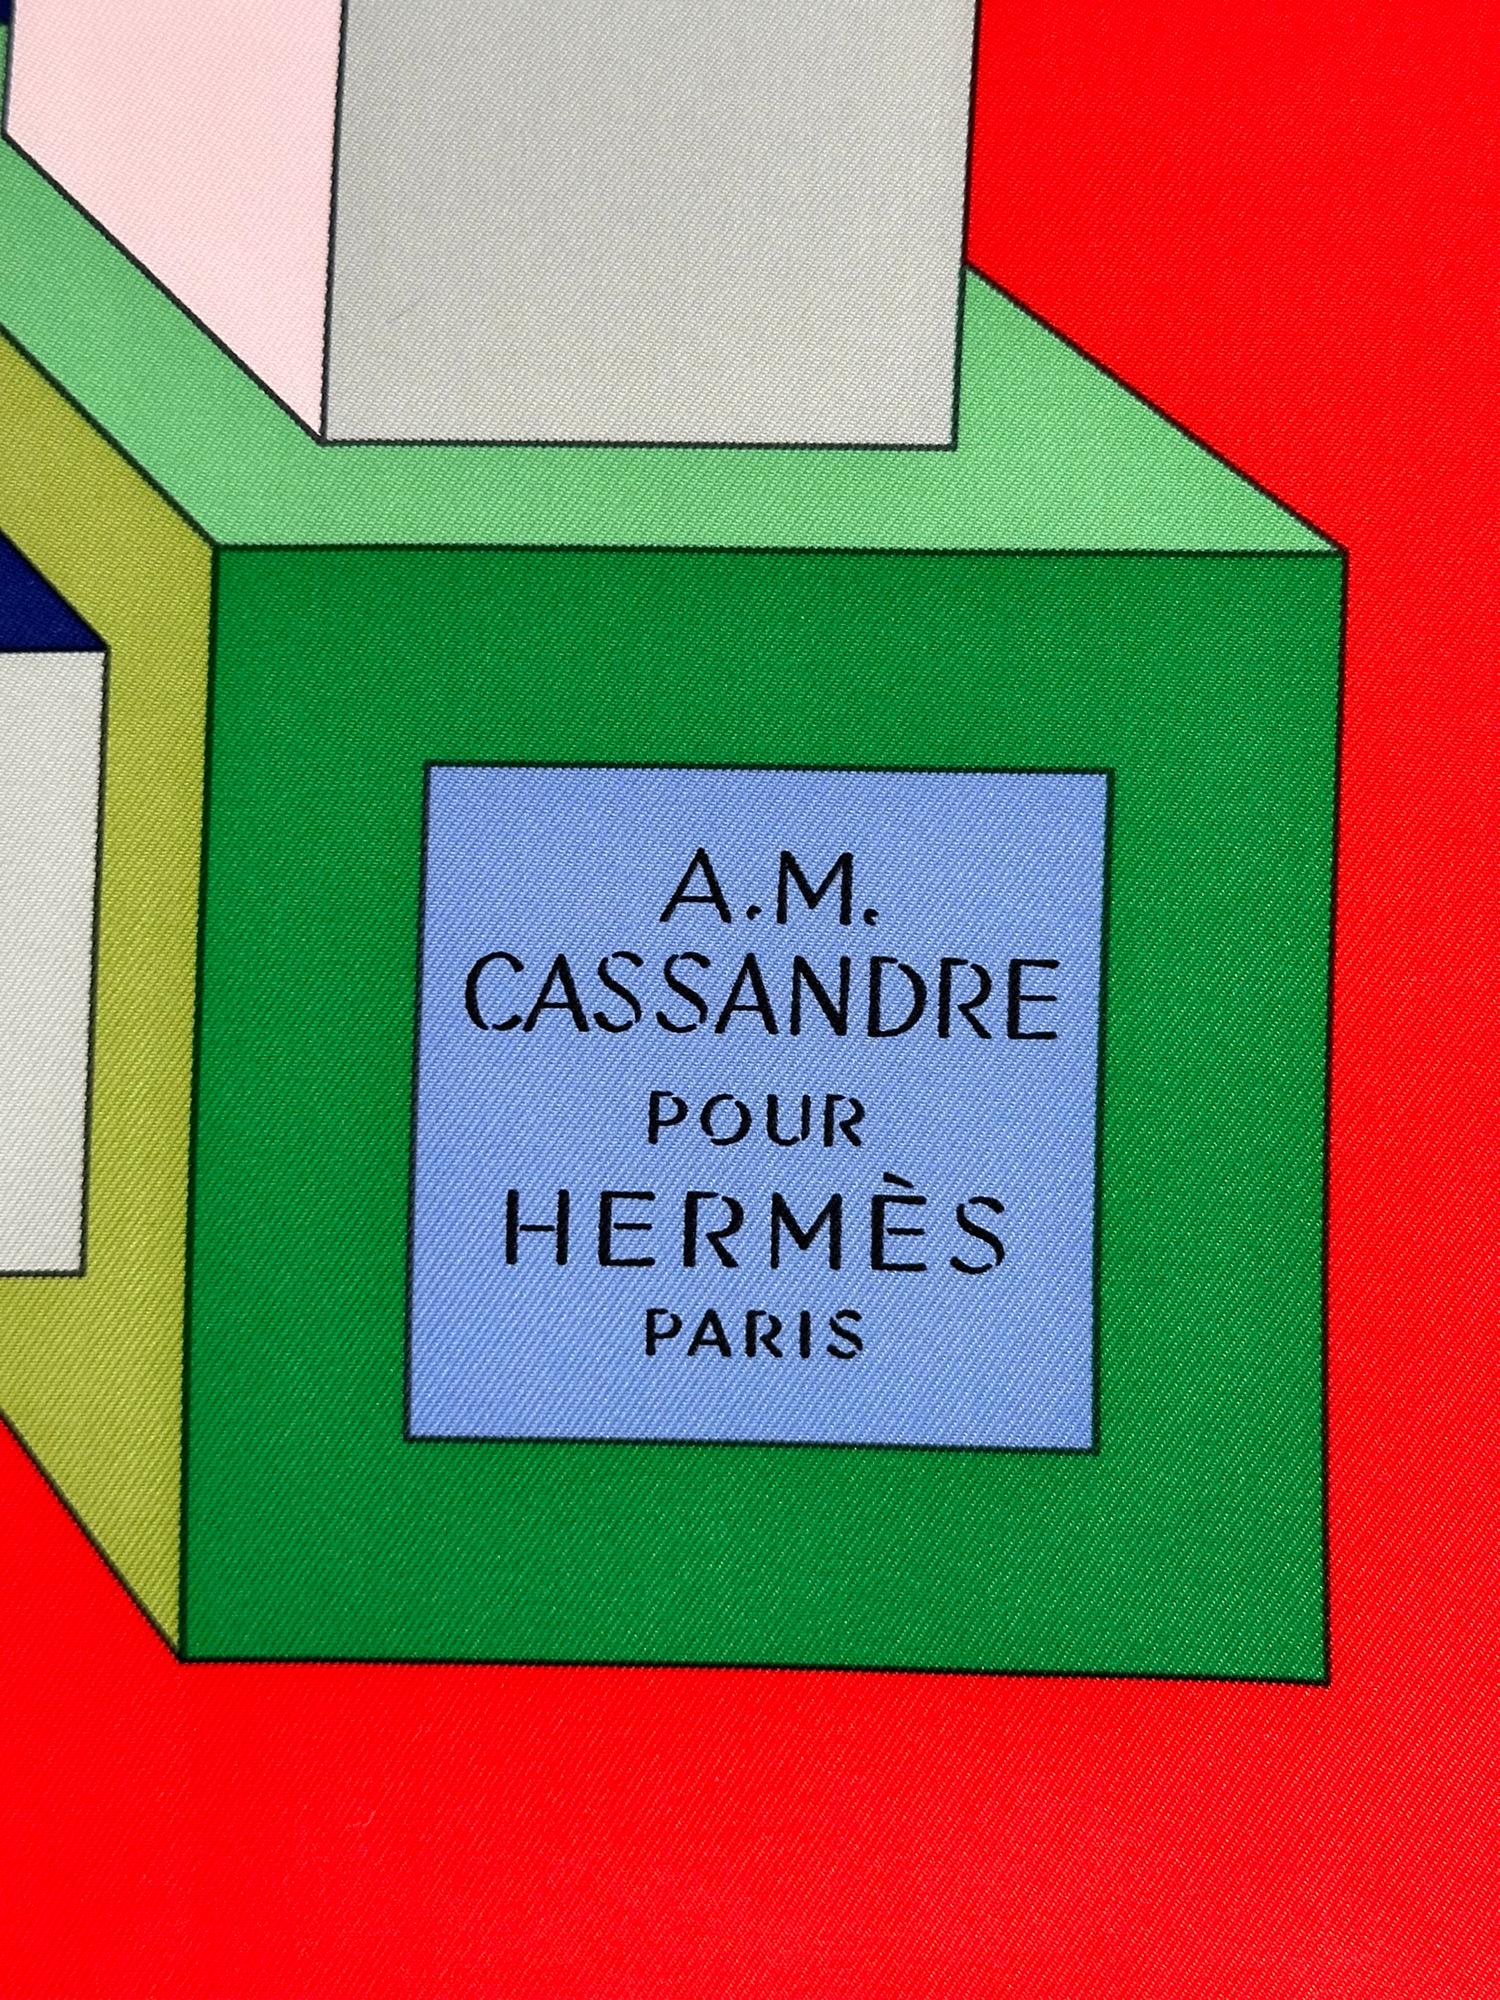 A.M.
CASSANDRE
POUR
HERMÈS
PARIS